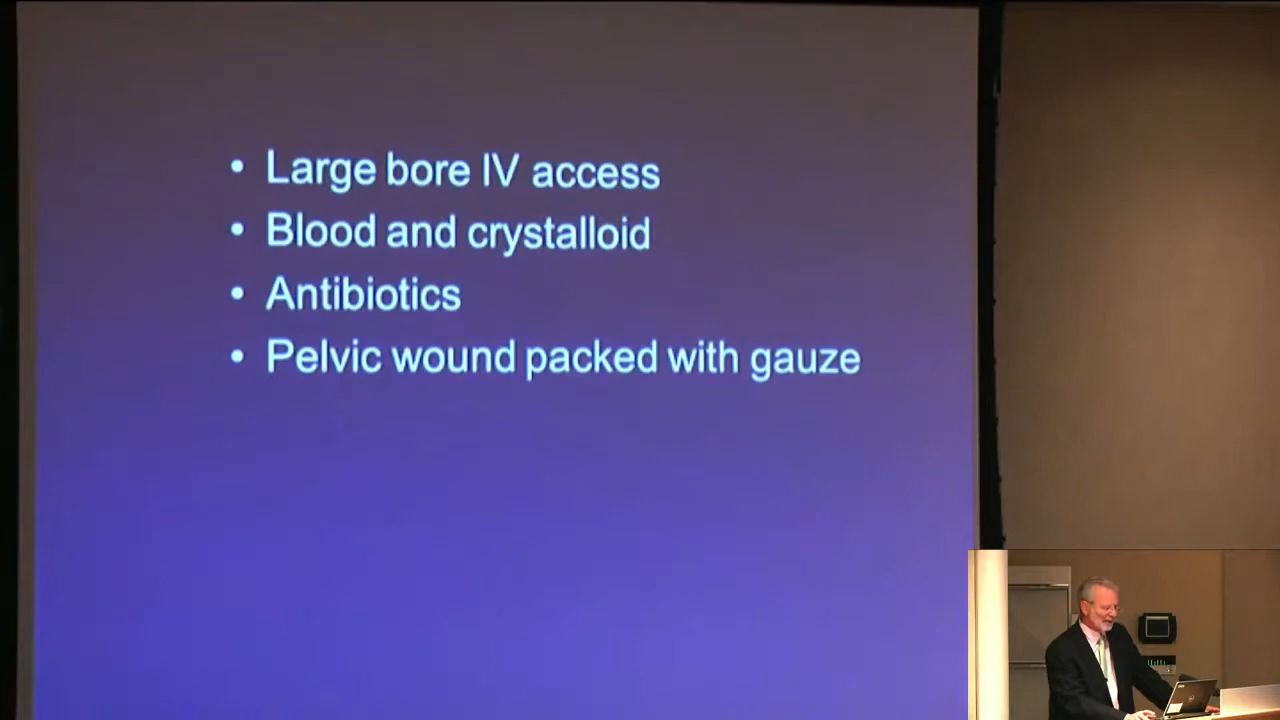 • Large bore IV access
• Blood and crystalloid
• Antibiotics
• Pelvic wound packed with gauze